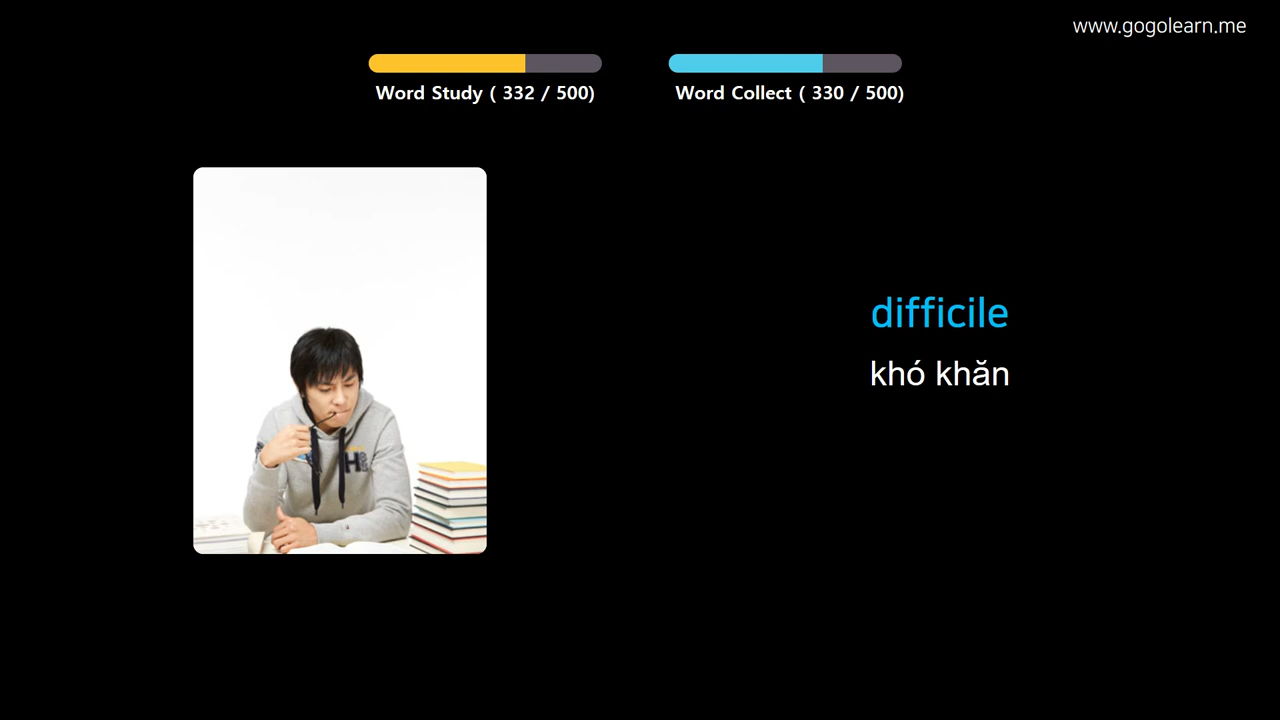 www.gogolearn.me
Word Study ( 332 / 500)
Word Collect ( 330 / 500)
difficile
khó khăn
H